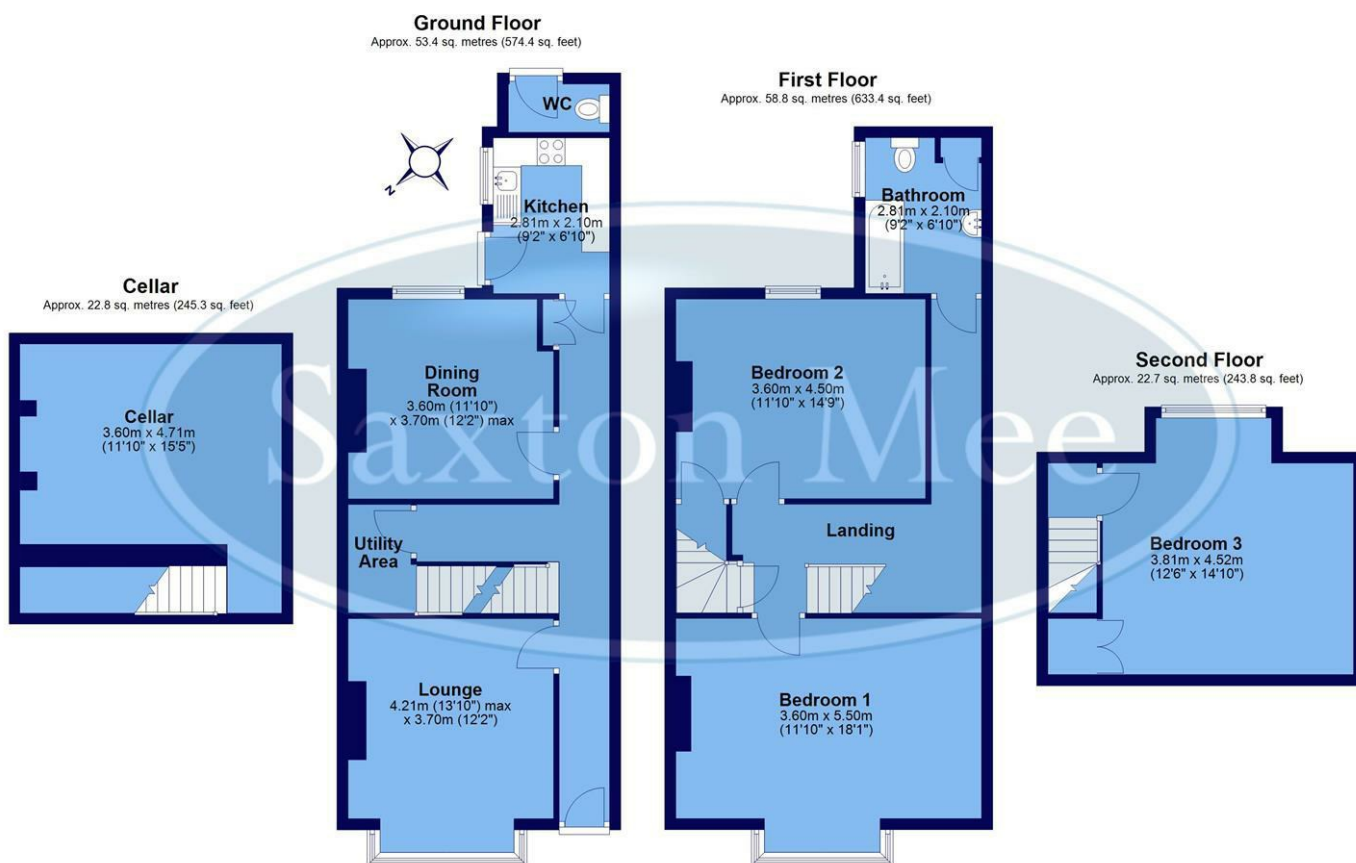 Ground Floor
Approx. 53.4 sq. metres (574.4 sq. feet)
WC
Kitchen
2.81m x 2.10m
(9'2" x 6'10")
Dining
Room
3.60m (11'10")
x 3.70m (12'2") max
Utility
Area
Lounge
4.21m (13'10") max
x 3.70m (12'2")
N
First Floor
Approx. 58.8 sq. metres (633.4 sq. feet)
Bathroom
2.81m x 2.10m
(9'2" x 6'10")
Bedroom 2
3.60m x 4.50m
(11'10" x 14'9")
Landing
Bedroom 1
3.60m x 5.50m
(11'10" x 18'1")
Cellar
Approx. 22.8 sq. metres (245.3 sq. feet)
Cellar
3.60m x 4.71m
(11'10" x 15'5")
Second Floor
Approx. 22.7 sq. metres (243.8 sq. feet)
Bedroom 3
3.81m x 4.52m
(12'6" x 14'10")
Saxton Mee